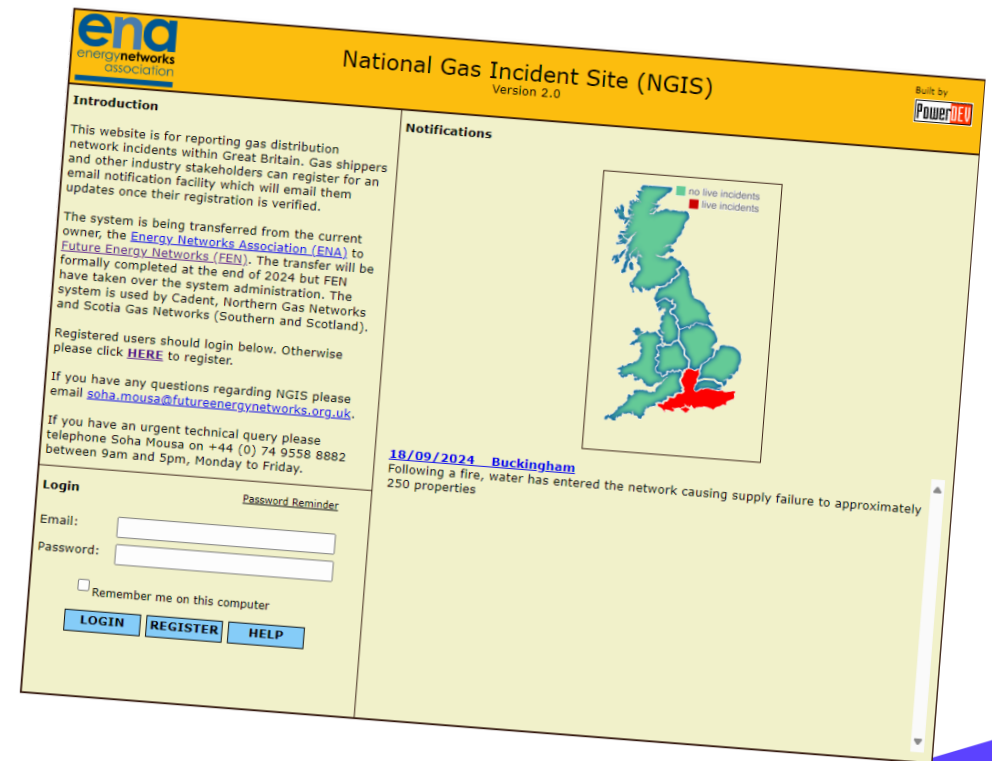 ena
energynetworks
association
National Gas Incident Site (NGIS)
Version 2.0
Built by
PowerDEV
Introduction
This website is for reporting gas distribution
network incidents within Great Britain. Gas shippers
and other industry stakeholders can register for an
email notification facility which will email them
updates once their registration is verified.
The system is being transferred from the current
owner, the Energy Networks Association (ENA) to
Future Energy Networks (FEN). The transfer will be
formally completed at the end of 2024 but FEN
have taken over the system administration. The
system is used by Cadent, Northern Gas Networks
and Scotia Gas Networks (Southern and Scotland).
Registered users should login below. Otherwise
please click HERE to register.
If you have any questions regarding NGIS please
email soha.mousa@futureenergynetworks.org.uk.
If you have an urgent technical query please
telephone Soha Mousa on +44 (0) 74 9558 8882
between 9am and 5pm, Monday to Friday.
Login
Password Reminder
Email:
Password:
Remember me on this computer
LOGIN
REGISTER
HELP
Notifications
no live incidents
live incidents
18/09/2024 Buckingham
Following a fire, water has entered the network causing supply failure to approximately
250 properties